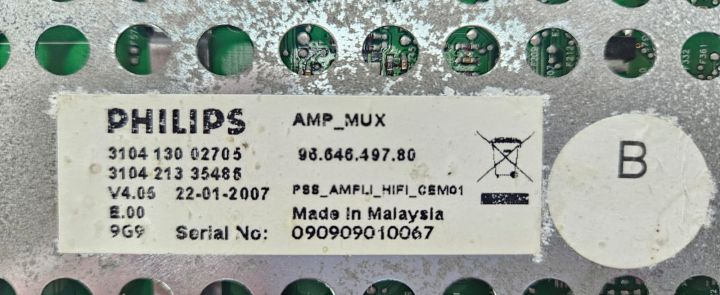 PHILIPS AMP_MUX
3104 130 02705 96.646.497.80
3104 213 35486
V4.05 22-01-2007 PSS_AMPLI_HIFI_CEM01
E.00 Made in Malaysia
9G9 Serial No: 090909010067
B